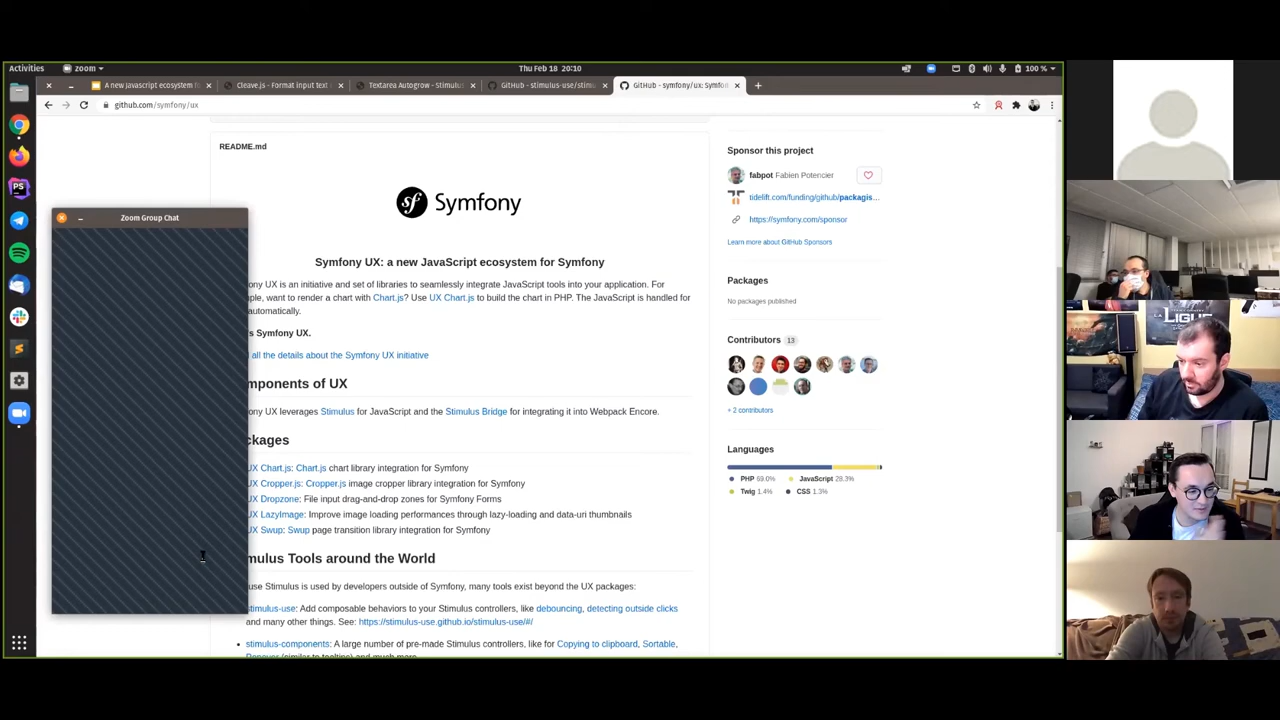 Activities
zoom
Thu Feb 18 20:10
100 %
A new javascript ecosystem f
Cleave.js - Format input text
Textarea Autogrow - Stimulus
GitHub - stimulus-use/stimu
GitHub - symfony/ux: Symfon
github.com/symfony/ux
README.md
Symfony
Symfony UX: a new JavaScript ecosystem for Symfony
ony UX is an initiative and set of libraries to seamlessly integrate JavaScript tools into your application. For
ple, want to render a chart with Chart.js? Use UX Chart.js to build the chart in PHP. The JavaScript is handled for
automatically.
s Symfony UX.
all the details about the Symfony UX initiative
mponents of UX
ony UX leverages Stimulus for JavaScript and the Stimulus Bridge for integrating it into Webpack Encore.
ckages
UX Chart.js: Chart.js chart library integration for Symfony
UX Cropper.js: Cropper.js image cropper library integration for Symfony
UX Dropzone: File input drag-and-drop zones for Symfony Forms
UX LazyImage: Improve image loading performances through lazy-loading and data-uri thumbnails
UX Swup: Swup page transition library integration for Symfony
mulus Tools around the World
use Stimulus is used by developers outside of Symfony, many tools exist beyond the UX packages:
stimulus-use: Add composable behaviors to your Stimulus controllers, like debouncing, detecting outside clicks
and many other things. See: https://stimulus-use.github.io/stimulus-use/#/
stimulus-components: A large number of pre-made Stimulus controllers, like for Copying to clipboard, Sortable,
Zoom Group Chat
Sponsor this project
fabpot Fabien Potencier
tidelift.com/funding/github/packagis...
https://symfony.com/sponsor
Learn more about GitHub Sponsors
Packages
No packages published
Contributors 13
+ 2 contributors
Languages
PHP 69.0%
JavaScript 28.3%
Twig 1.4%
CSS 1.3%
LA LIGUE